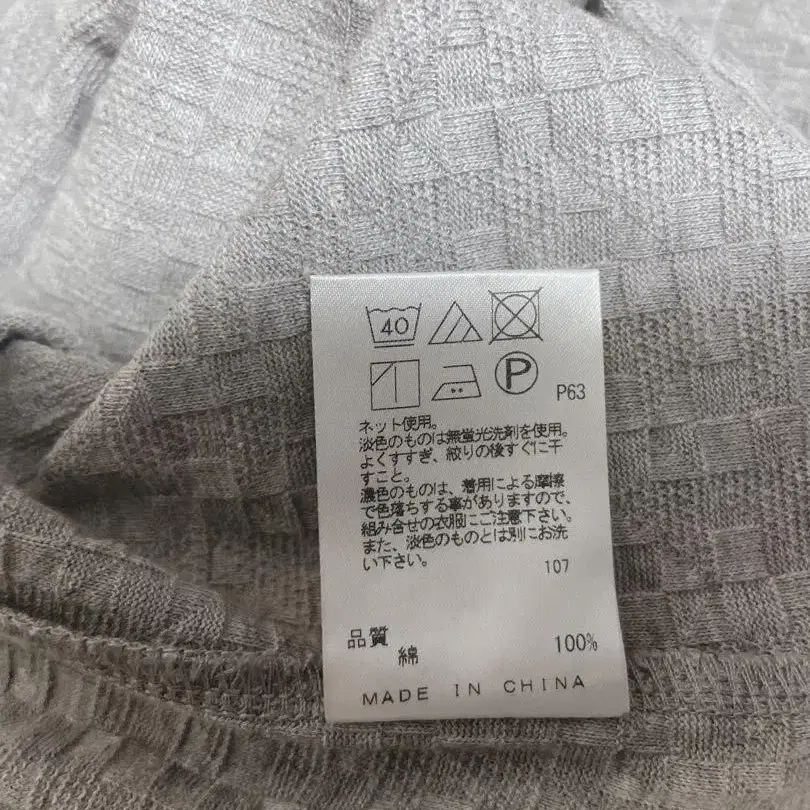 40
P
P63
ネット使用。
淡色のものは無蛍光洗剤を使用。
よくすすぎ、絞りの後すぐに干
すこと。
濃色のものは、着用による摩擦
で色落ちする事がありますので、
組み合せの衣服にご注意下さい。
また、淡色のものとは別にお洗
い下さい。
107
品質
綿 100%
MADE IN CHINA